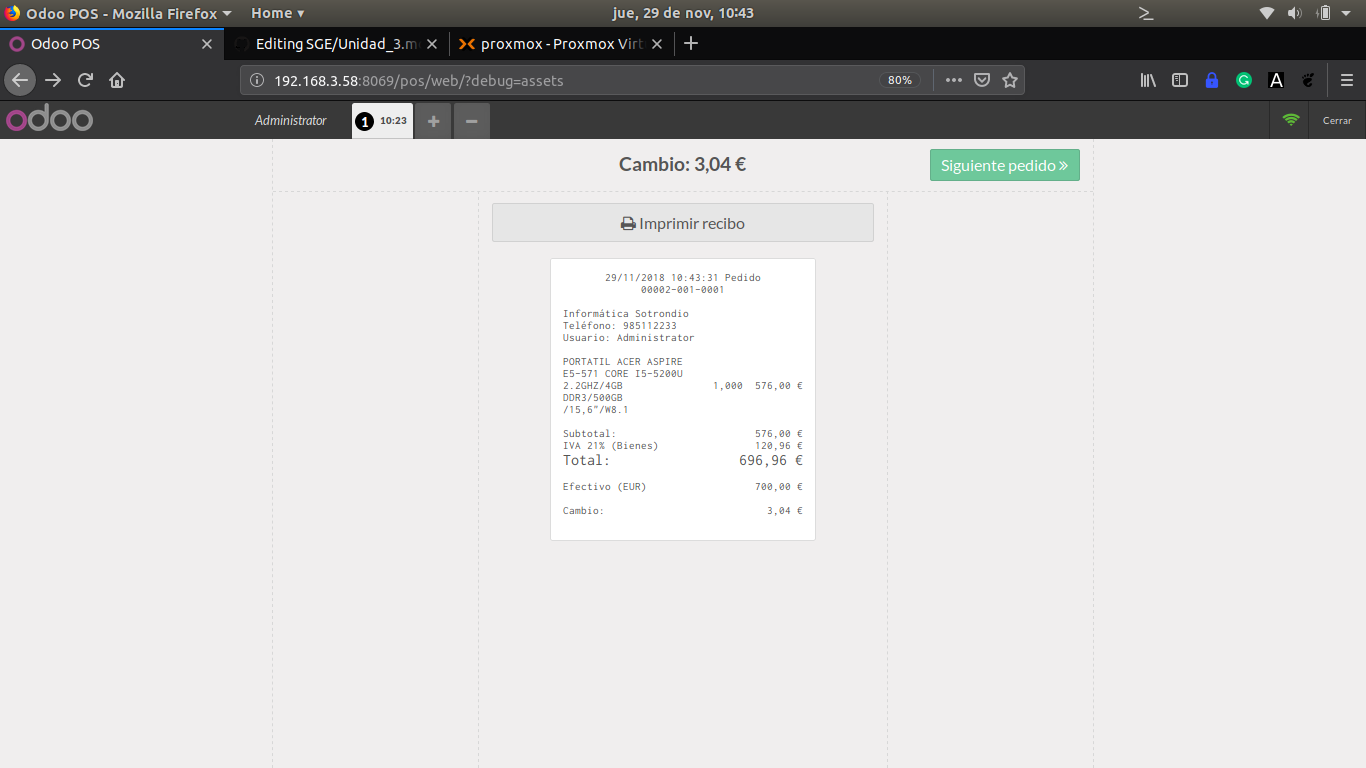 Odoo POS - Mozilla Firefox
Home
jue, 29 de nov, 10:43
Odoo POS
Editing SGE/Unidad_3.m
proxmox - Proxmox Virt
192.168.3.58:8069/pos/web/?debug=assets
80%
odoo
Administrator
1 10:23
Cerrar
Cambio: 3,04 €
Siguiente pedido »
Imprimir recibo
29/11/2018 10:43:31 Pedido
00002-001-0001
Informática Sotrondio
Teléfono: 985112233
Usuario: Administrator
PORTATIL ACER ASPIRE
E5-571 CORE I5-5200U
2.2GHZ/4GB 1,000 576,00 €
DDR3/500GB
/15,6"/W8.1
Subtotal: 576,00 €
IVA 21% (Bienes) 120,96 €
Total: 696,96 €
Efectivo (EUR) 700,00 €
Cambio: 3,04 €